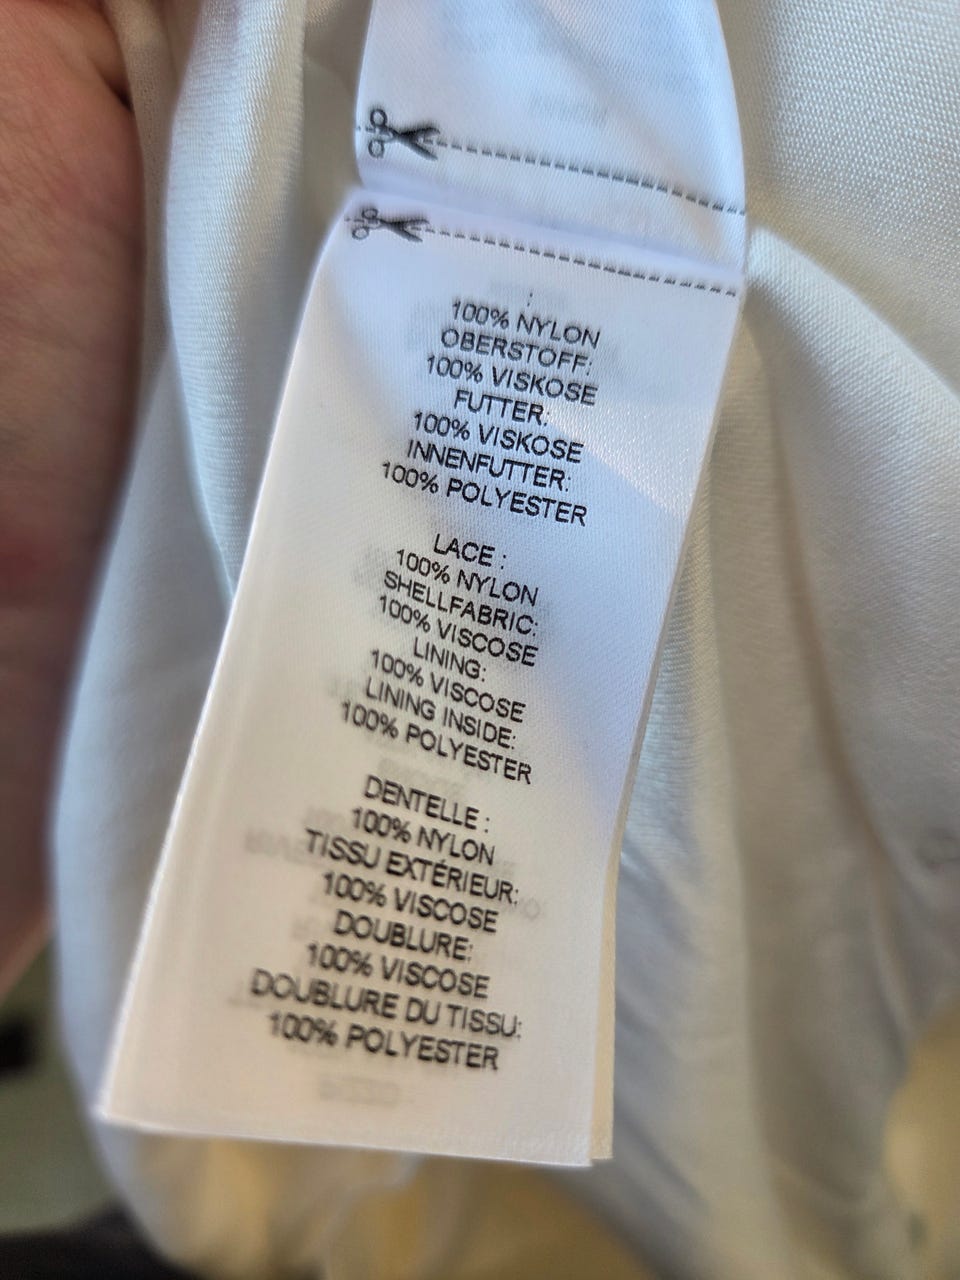 :
100% NYLON
OBERSTOFF:
100% VISKOSE
FUTTER:
100% VISKOSE
INNENFUTTER:
100% POLYESTER
LACE :
100% NYLON
SHELLFABRIC:
100% VISCOSE
LINING:
100% VISCOSE
LINING INSIDE:
100% POLYESTER
DENTELLE :
100% NYLON
TISSU EXTÉRIEUR:
100% VISCOSE
DOUBLURE:
100% VISCOSE
DOUBLURE DU TISSU:
100% POLYESTER